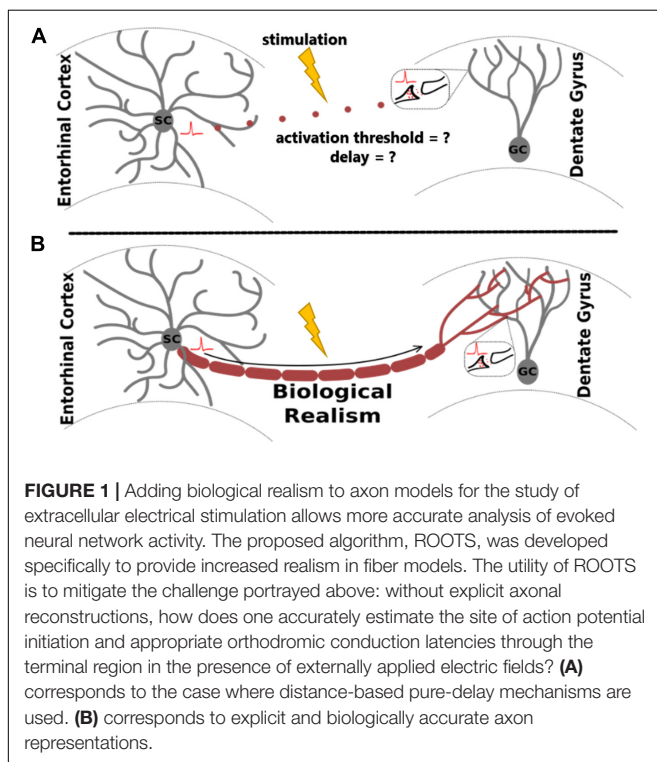 A
stimulation
Entorhinal Cortex
SC
activation threshold = ?
delay = ?
GC
Dentate Gyrus
B
Entorhinal Cortex
SC
Biological
Realism
GC
Dentate Gyrus
FIGURE 1 | Adding biological realism to axon models for the study of
extracellular electrical stimulation allows more accurate analysis of evoked
neural network activity. The proposed algorithm, ROOTS, was developed
specifically to provide increased realism in fiber models. The utility of ROOTS
is to mitigate the challenge portrayed above: without explicit axonal
reconstructions, how does one accurately estimate the site of action potential
initiation and appropriate orthodromic conduction latencies through the
terminal region in the presence of externally applied electric fields? (A)
corresponds to the case where distance-based pure-delay mechanisms are
used. (B) corresponds to explicit and biologically accurate axon
representations.